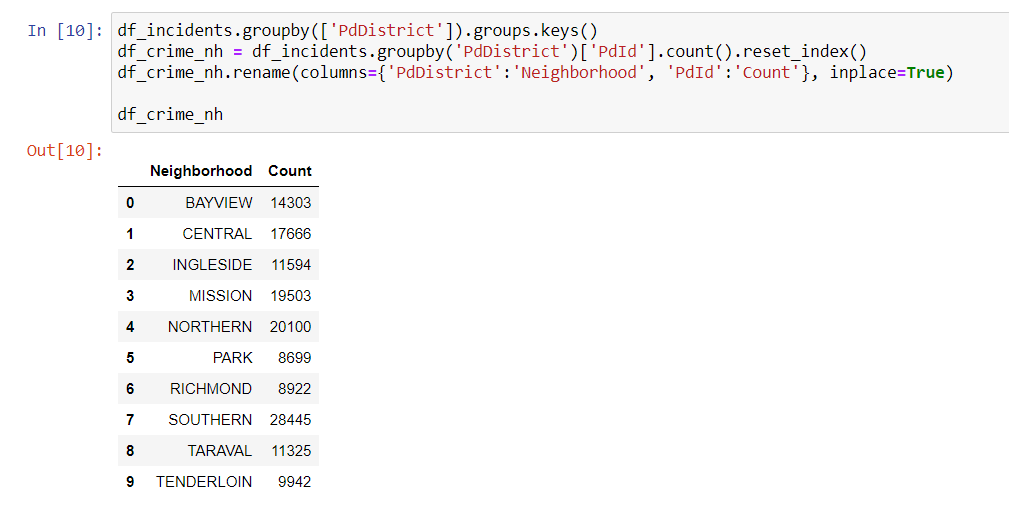 In [10]: df_incidents.groupby(['PdDistrict']).groups.keys()
df_crime_nh = df_incidents.groupby('PdDistrict')['PdId'].count().reset_index()
df_crime_nh.rename(columns={'PdDistrict':'Neighborhood', 'PdId':'Count'}, inplace=True)
df_crime_nh
Out[10]:
Neighborhood Count
0 BAYVIEW 14303
1 CENTRAL 17666
2 INGLESIDE 11594
3 MISSION 19503
4 NORTHERN 20100
5 PARK 8699
6 RICHMOND 8922
7 SOUTHERN 28445
8 TARAVAL 11325
9 TENDERLOIN 9942